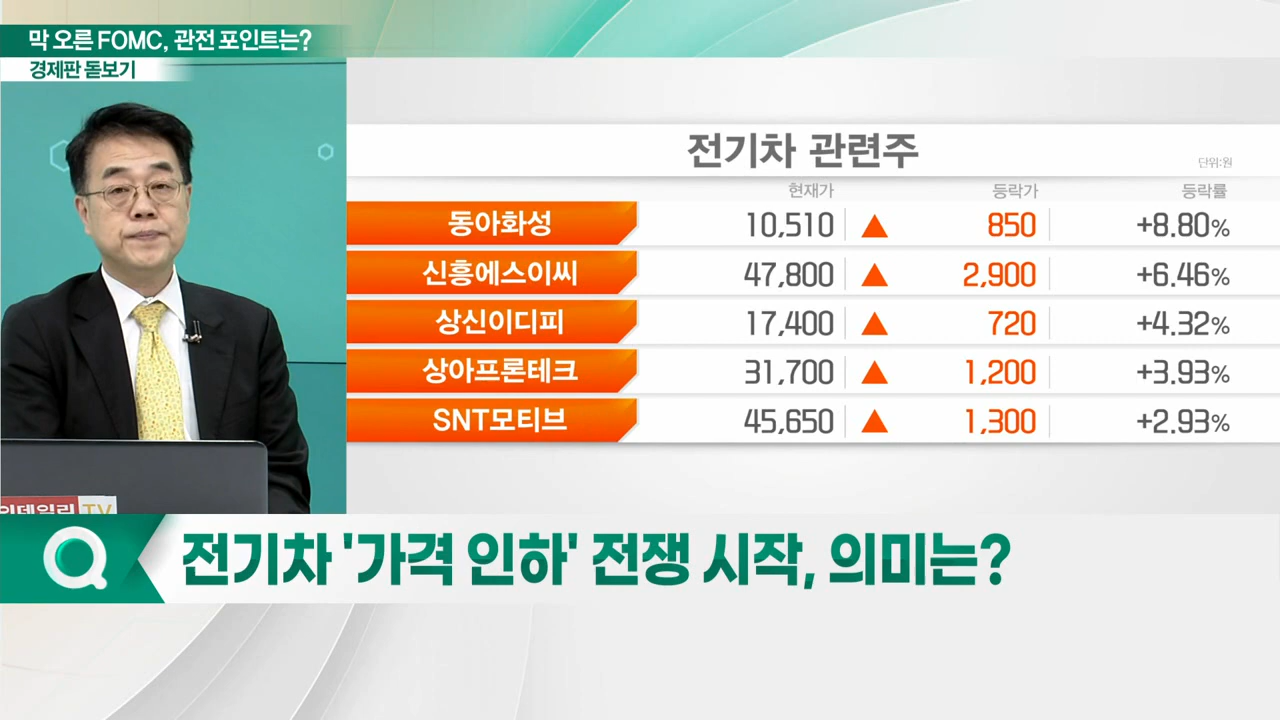 막 오른 FOMC, 관전 포인트는?
경제판 돋보기
전기차 관련주
단위:원
현재가 등락가 등락률
동아화성 10,510 ▲ 850 +8.80%
신흥에스이씨 47,800 ▲ 2,900 +6.46%
상신이디피 17,400 ▲ 720 +4.32%
상아프론테크 31,700 ▲ 1,200 +3.93%
SNT모티브 45,650 ▲ 1,300 +2.93%
이데일리 TV
전기차 '가격 인하' 전쟁 시작, 의미는?